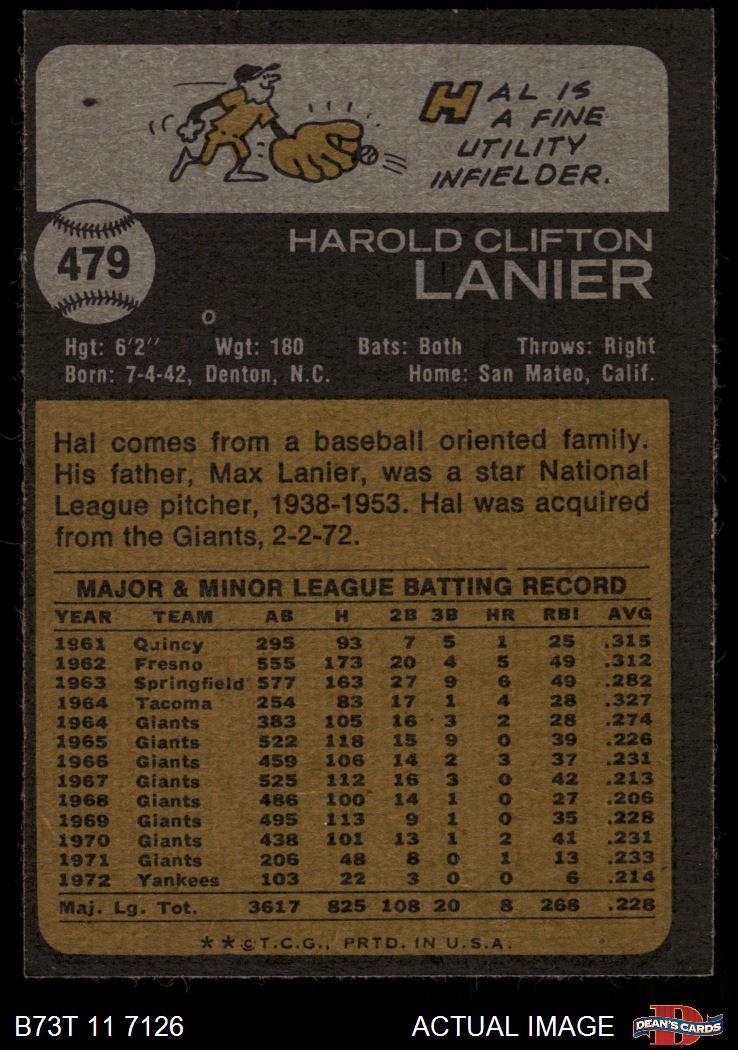 HAL IS
A FINE
UTILITY
INFIELDER.
479
HAROLD CLIFTON
LANIER
Hgt: 6'2" Wgt: 180 Bats: Both Throws: Right
Born: 7-4-42, Denton, N.C. Home: San Mateo, Calif.
Hal comes from a baseball oriented family.
His father, Max Lanier, was a star National
League pitcher, 1938-1953. Hal was acquired
from the Giants, 2-2-72.
MAJOR & MINOR LEAGUE BATTING RECORD
YEAR TEAM AB H 2B 3B HR RBI AVG
1961 Quincy 295 93 7 5 1 25 .315
1962 Fresno 555 173 20 4 5 49 .312
1963 Springfield 577 163 27 9 6 49 .282
1964 Tacoma 254 83 17 1 4 28 .327
1964 Giants 383 105 16 3 2 28 .274
1965 Giants 522 118 15 9 0 39 .226
1966 Giants 459 106 14 2 3 37 .231
1967 Giants 525 112 16 3 0 42 .213
1968 Giants 486 100 14 1 0 27 .206
1969 Giants 495 113 9 1 0 35 .228
1970 Giants 438 101 13 1 2 41 .231
1971 Giants 206 48 8 0 1 13 .233
1972 Yankees 103 22 3 0 0 6 .214
Maj. Lg. Tot. 3617 825 108 20 8 268 .228
* * © T.C.G., PRTD. IN U.S.A.
B73T 11 7126
ACTUAL IMAGE
D
DEAN'S CARDS